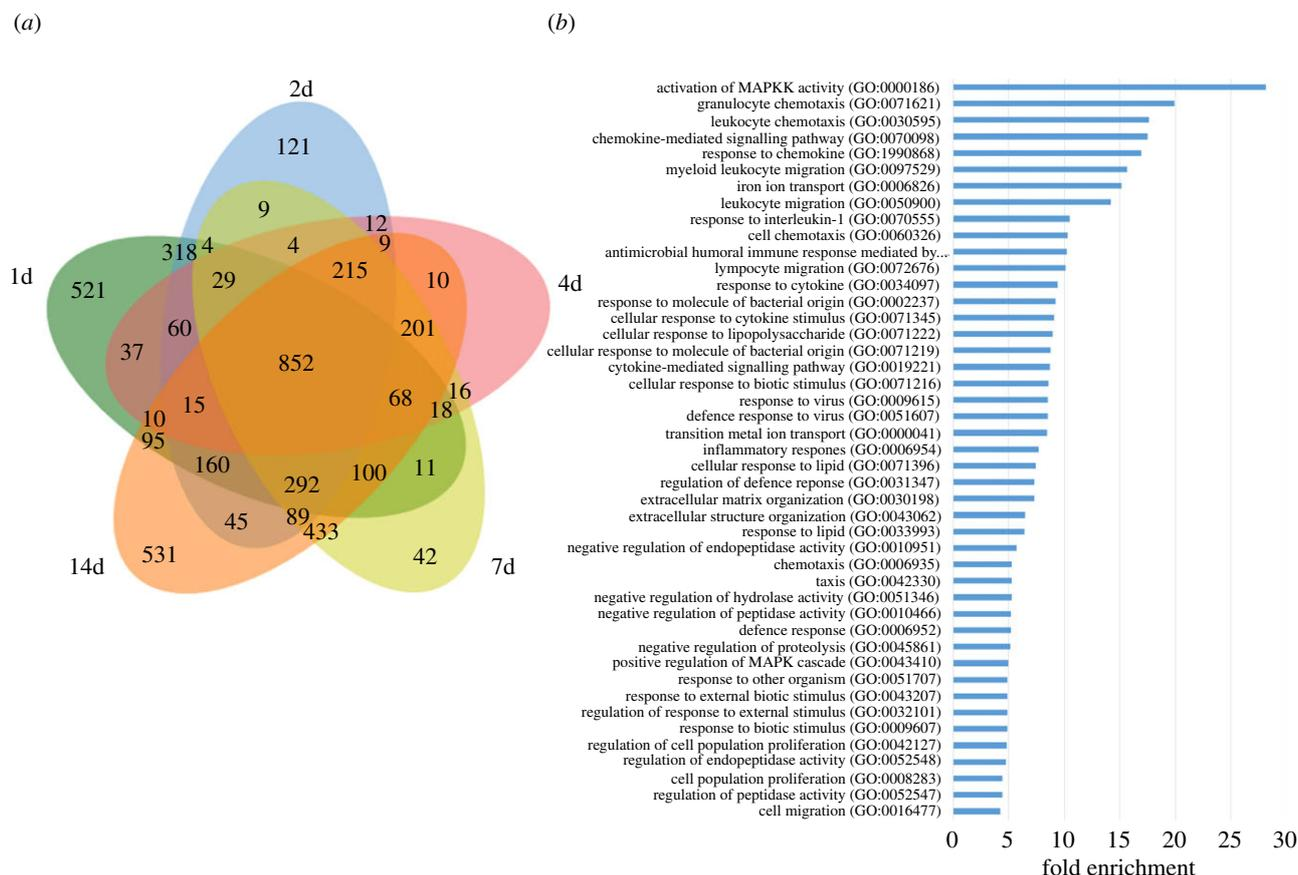 (a)
(b)
2d
121
9
12
9
318
4
4
1d
521
29
215
10
4d
60
201
37
852
16
15
68
18
10
95
160
100
11
292
45
89
433
14d
531
42
7d
activation of MAPKK activity (GO:0000186)
granulocyte chemotaxis (GO:0071621)
leukocyte chemotaxis (GO:0030595)
chemokine-mediated signalling pathway (GO:0070098)
response to chemokine (GO:1990868)
myeloid leukocyte migration (GO:0097529)
iron ion transport (GO:0006826)
leukocyte migration (GO:0050900)
response to interleukin-1 (GO:0070555)
cell chemotaxis (GO:0060326)
antimicrobial humoral immune response mediated by...
lympocyte migration (GO:0072676)
response to cytokine (GO:0034097)
response to molecule of bacterial origin (GO:0002237)
cellular response to cytokine stimulus (GO:0071345)
cellular response to lipopolysaccharide (GO:0071222)
cellular response to molecule of bacterial origin (GO:0071219)
cytokine-mediated signalling pathway (GO:0019221)
cellular response to biotic stimulus (GO:0071216)
response to virus (GO:0009615)
defence response to virus (GO:0051607)
transition metal ion transport (GO:0000041)
inflammatory respones (GO:0006954)
cellular response to lipid (GO:0071396)
regulation of defence reponse (GO:0031347)
extracellular matrix organization (GO:0030198)
extracellular structure organization (GO:0043062)
response to lipid (GO:0033993)
negative regulation of endopeptidase activity (GO:0010951)
chemotaxis (GO:0006935)
taxis (GO:0042330)
negative regulation of hydrolase activity (GO:0051346)
negative regulation of peptidase activity (GO:0010466)
defence response (GO:0006952)
negative regulation of proteolysis (GO:0045861)
positive regulation of MAPK cascade (GO:0043410)
response to other organism (GO:0051707)
response to external biotic stimulus (GO:0043207)
regulation of response to external stimulus (GO:0032101)
response to biotic stimulus (GO:0009607)
regulation of cell population proliferation (GO:0042127)
regulation of endopeptidase activity (GO:0052548)
cell population proliferation (GO:0008283)
regulation of peptidase activity (GO:0052547)
cell migration (GO:0016477)
0 5 10 15 20 25 30
fold enrichment